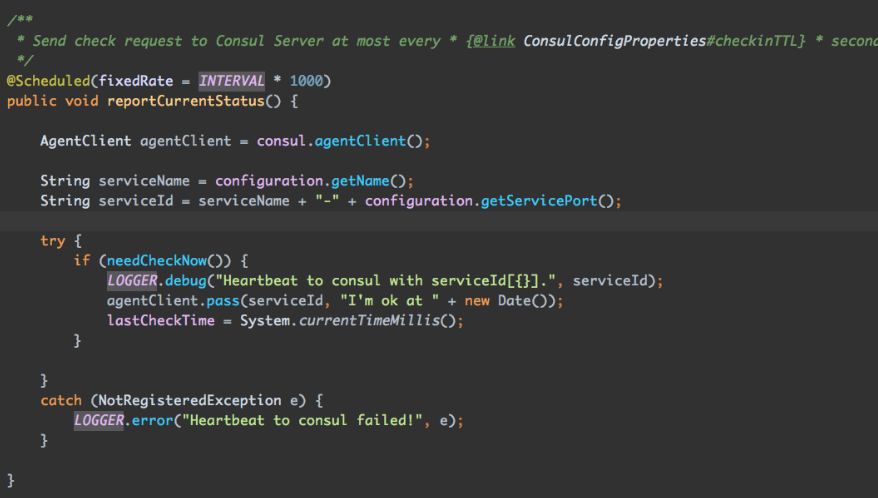 /**
 * Send check request to Consul Server at most every * {@link ConsulConfigProperties#checkinTTL} * second
 */
@Scheduled(fixedRate = INTERVAL * 1000)
public void reportCurrentStatus() {
    AgentClient agentClient = consul.agentClient();
    String serviceName = configuration.getName();
    String serviceId = serviceName + "-" + configuration.getServicePort();
    try {
        if (needCheckNow()) {
            LOGGER.debug("Heartbeat to consul with serviceId[{}].", serviceId);
            agentClient.pass(serviceId, "I'm ok at " + new Date());
            lastCheckTime = System.currentTimeMillis();
        }
    }
    catch (NotRegisteredException e) {
        LOGGER.error("Heartbeat to consul failed!", e);
    }
}